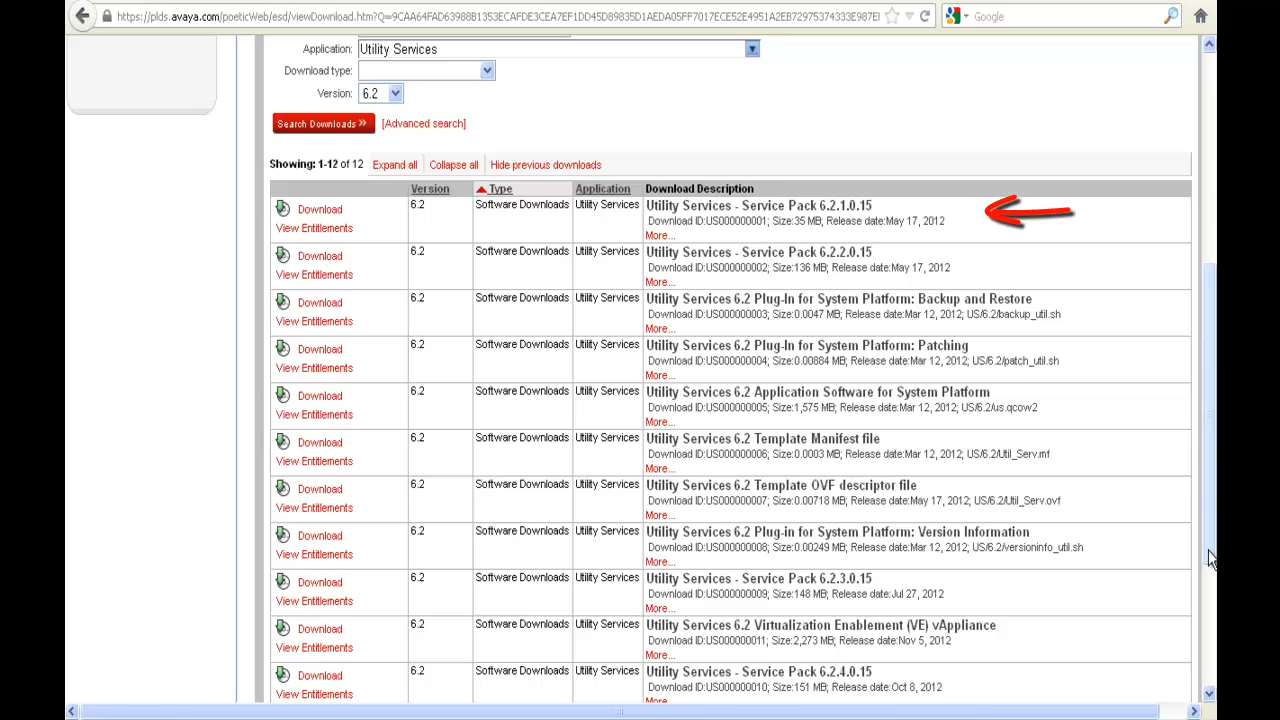 https://plds.avaya.com/poeticWeb/esd/viewDownload.htm?Q=9CAA64FAD63988B1353ECAFDE3CEA7EF1DD45D89835D1AEDA05FF7017ECE52E4951A2EB72975374333E987E
Google
Application: Utility Services
Download type:
Version: 6.2
Search Downloads » [Advanced search]
Showing: 1-12 of 12 Expand all Collapse all Hide previous downloads
Version Type Application Download Description
Download 6.2 Software Downloads Utility Services Utility Services - Service Pack 6.2.1.0.15
Download ID:US000000001; Size:35 MB; Release date:May 17, 2012
View Entitlements
More...
Download 6.2 Software Downloads Utility Services Utility Services - Service Pack 6.2.2.0.15
Download ID:US000000002; Size:136 MB; Release date:May 17, 2012
View Entitlements
More...
Download 6.2 Software Downloads Utility Services Utility Services 6.2 Plug-In for System Platform: Backup and Restore
Download ID:US000000003; Size:0.0047 MB; Release date:Mar 12, 2012; US/6.2/backup_util.sh
View Entitlements
More...
Download 6.2 Software Downloads Utility Services Utility Services 6.2 Plug-In for System Platform: Patching
Download ID:US000000004; Size:0.00884 MB; Release date:Mar 12, 2012; US/6.2/patch_util.sh
View Entitlements
More...
Download 6.2 Software Downloads Utility Services Utility Services 6.2 Application Software for System Platform
Download ID:US000000005; Size:1,575 MB; Release date:Mar 12, 2012; US/6.2/us.qcow2
View Entitlements
More...
Download 6.2 Software Downloads Utility Services Utility Services 6.2 Template Manifest file
Download ID:US000000006; Size:0.0003 MB; Release date:Mar 12, 2012; US/6.2/Util_Serv.mf
View Entitlements
More...
Download 6.2 Software Downloads Utility Services Utility Services 6.2 Template OVF descriptor file
Download ID:US000000007; Size:0.00718 MB; Release date:May 17, 2012; US/6.2/Util_Serv.ovf
View Entitlements
More...
Download 6.2 Software Downloads Utility Services Utility Services 6.2 Plug-in for System Platform: Version Information
Download ID:US000000008; Size:0.00249 MB; Release date:Mar 12, 2012; US/6.2/versioninfo_util.sh
View Entitlements
More...
Download 6.2 Software Downloads Utility Services Utility Services - Service Pack 6.2.3.0.15
Download ID:US000000009; Size:148 MB; Release date:Jul 27, 2012
View Entitlements
More...
Download 6.2 Software Downloads Utility Services Utility Services 6.2 Virtualization Enablement (VE) vAppliance
Download ID:US000000011; Size:2,273 MB; Release date:Nov 5, 2012
View Entitlements
More...
Download 6.2 Software Downloads Utility Services Utility Services - Service Pack 6.2.4.0.15
Download ID:US000000010; Size:151 MB; Release date:Oct 8, 2012
View Entitlements
More...